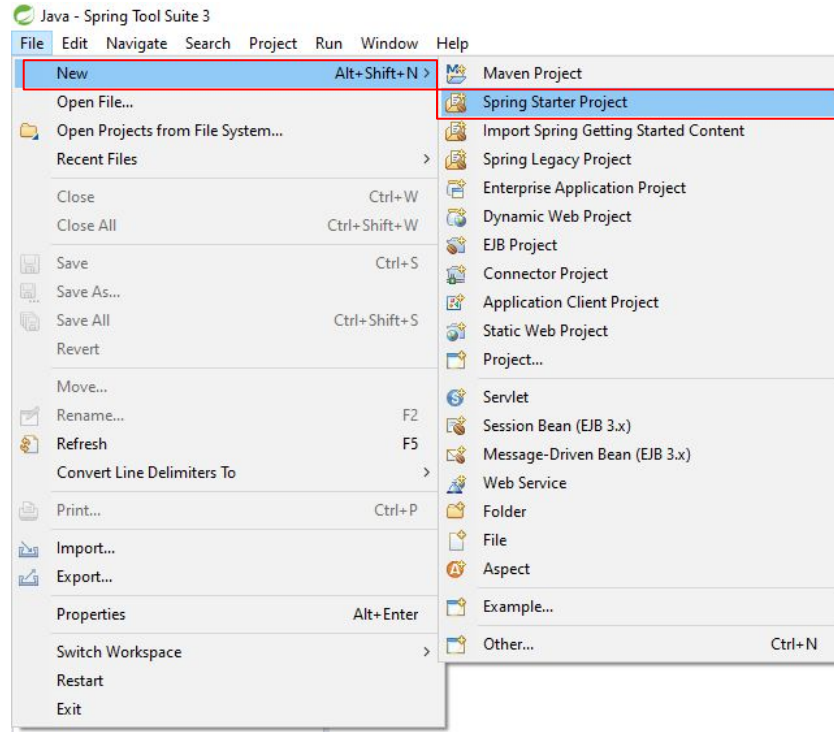 Java - Spring Tool Suite 3
File Edit Navigate Search Project Run Window Help
New Alt+Shift+N >
Open File...
Open Projects from File System...
Recent Files >
Close Ctrl+W
Close All Ctrl+Shift+W
Save Ctrl+S
Save As...
Save All Ctrl+Shift+S
Revert
Move...
Rename... F2
Refresh F5
Convert Line Delimiters To >
Print... Ctrl+P
Import...
Export...
Properties Alt+Enter
Switch Workspace >
Restart
Exit
Maven Project
Spring Starter Project
Import Spring Getting Started Content
Spring Legacy Project
Enterprise Application Project
Dynamic Web Project
EJB Project
Connector Project
Application Client Project
Static Web Project
Project...
Servlet
Session Bean (EJB 3.x)
Message-Driven Bean (EJB 3.x)
Web Service
Folder
File
Aspect
Example...
Other... Ctrl+N